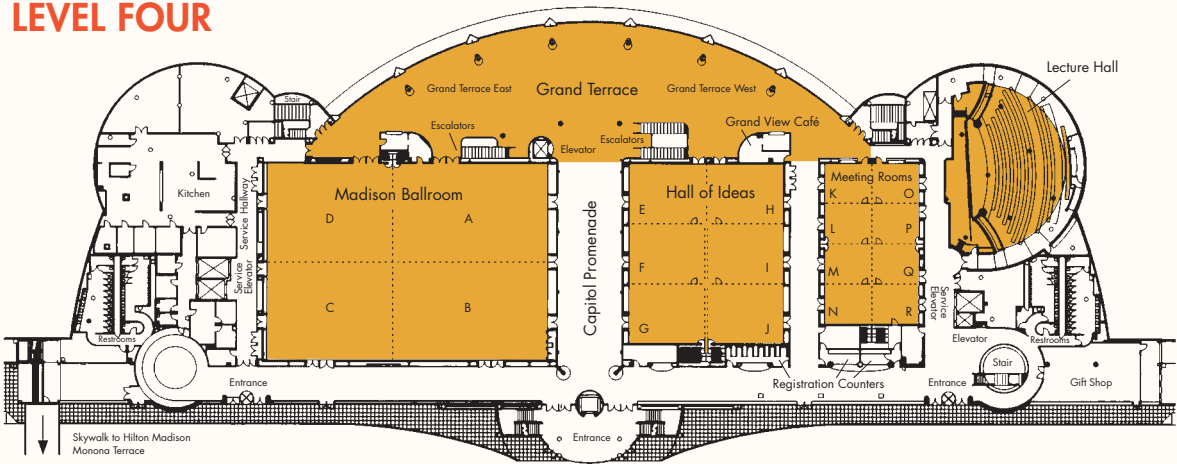 LEVEL FOUR
Lecture Hall
Grand Terrace East
Grand Terrace
Grand Terrace West
Stair
Escalators
Grand View Café
Escalators
Elevator
Kitchen
Service Hallway
Service
Elevator
Madison Ballroom
D
A
C
B
Capitol Promenade
Hall of Ideas
E
H
F
I
G
J
Meeting Rooms
K
O
L
P
M
Q
N
R
Service
Elevator
Restrooms
Elevator
Restrooms
Stair
Gift Shop
Entrance
Registration Counters
Entrance
Entrance
Skywalk to Hilton Madison
Monona Terrace